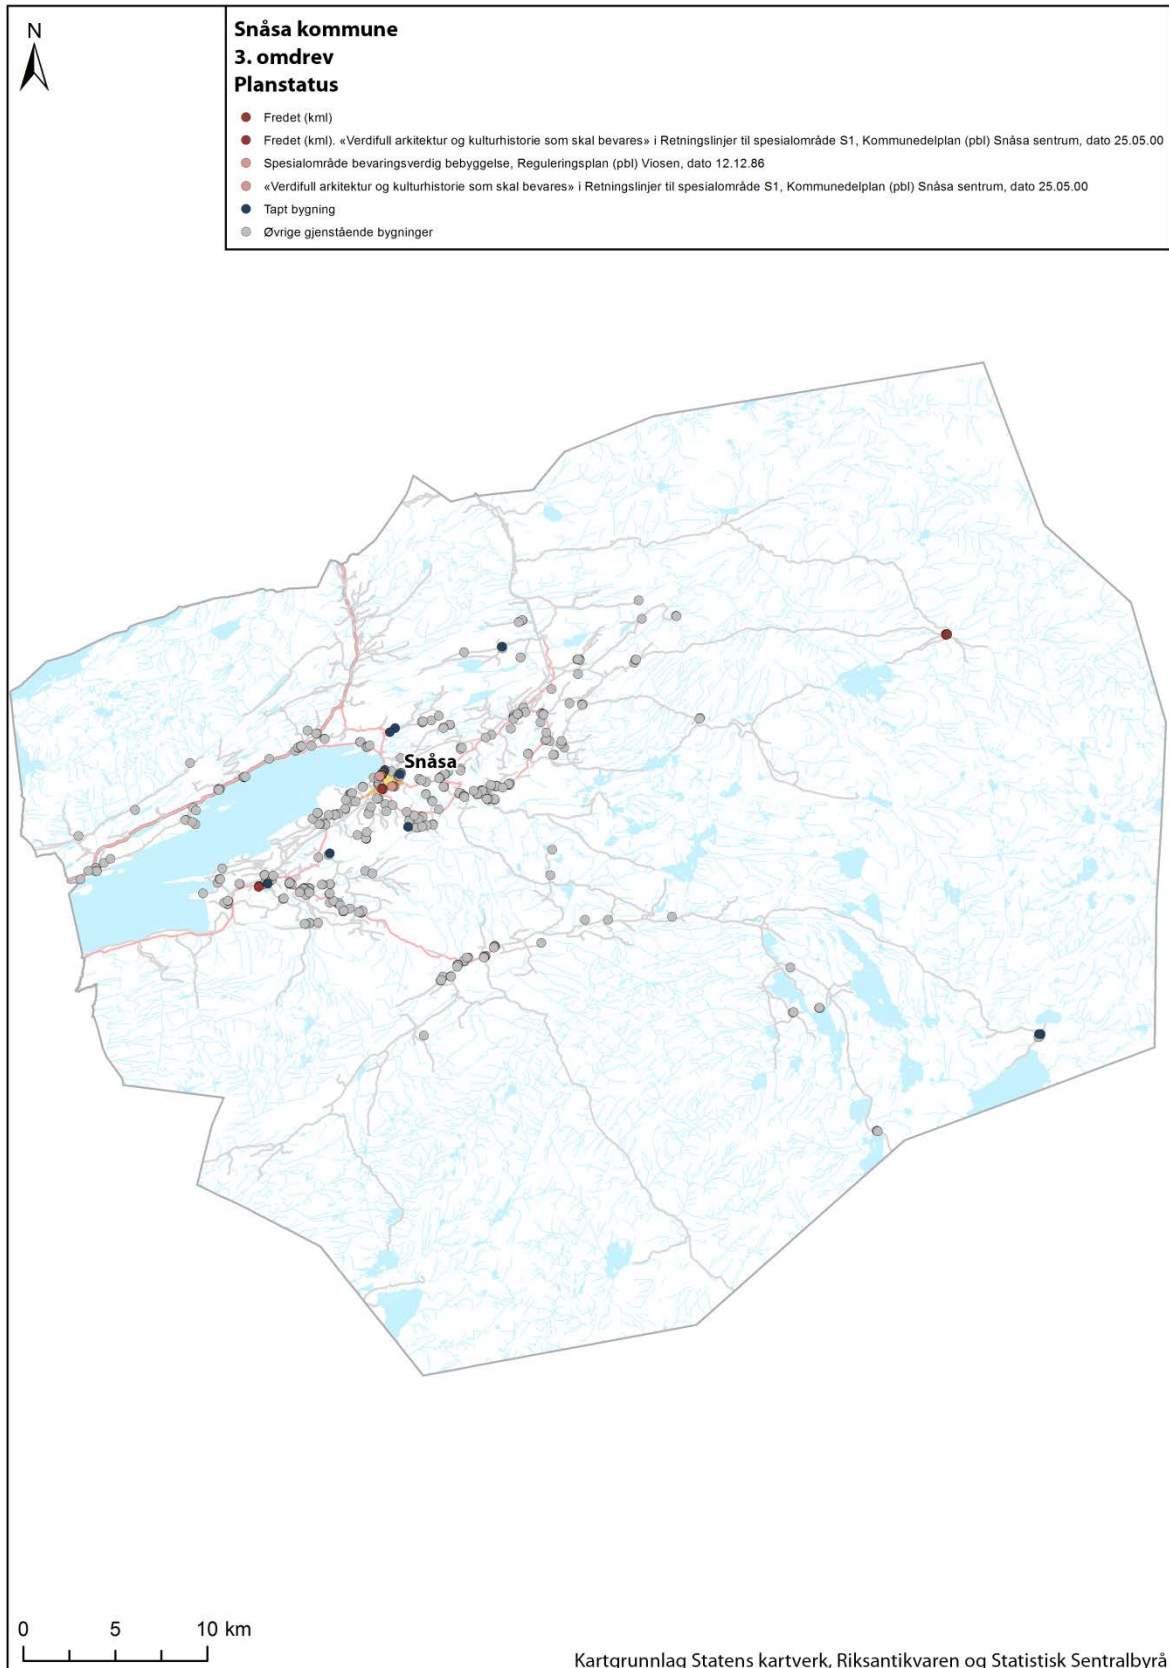 N
Snåsa kommune
3. omdrev
Planstatus
Fredet (kml)
Fredet (kml). «Verdifull arkitektur og kulturhistorie som skal bevares» i Retningslinjer til spesialområde S1, Kommunedelplan (pbl) Snåsa sentrum, dato 25.05.00
Spesialområde bevaringsverdig bebyggelse, Reguleringsplan (pbl) Viosen, dato 12.12.86
«Verdifull arkitektur og kulturhistorie som skal bevares» i Retningslinjer til spesialområde S1, Kommunedelplan (pbl) Snåsa sentrum, dato 25.05.00
Tapt bygning
Øvrige gjenstående bygninger
Snåsa
0 5 10 km
Kartgrunnlag Statens kartverk, Riksantikvaren og Statistisk Sentralbyrå